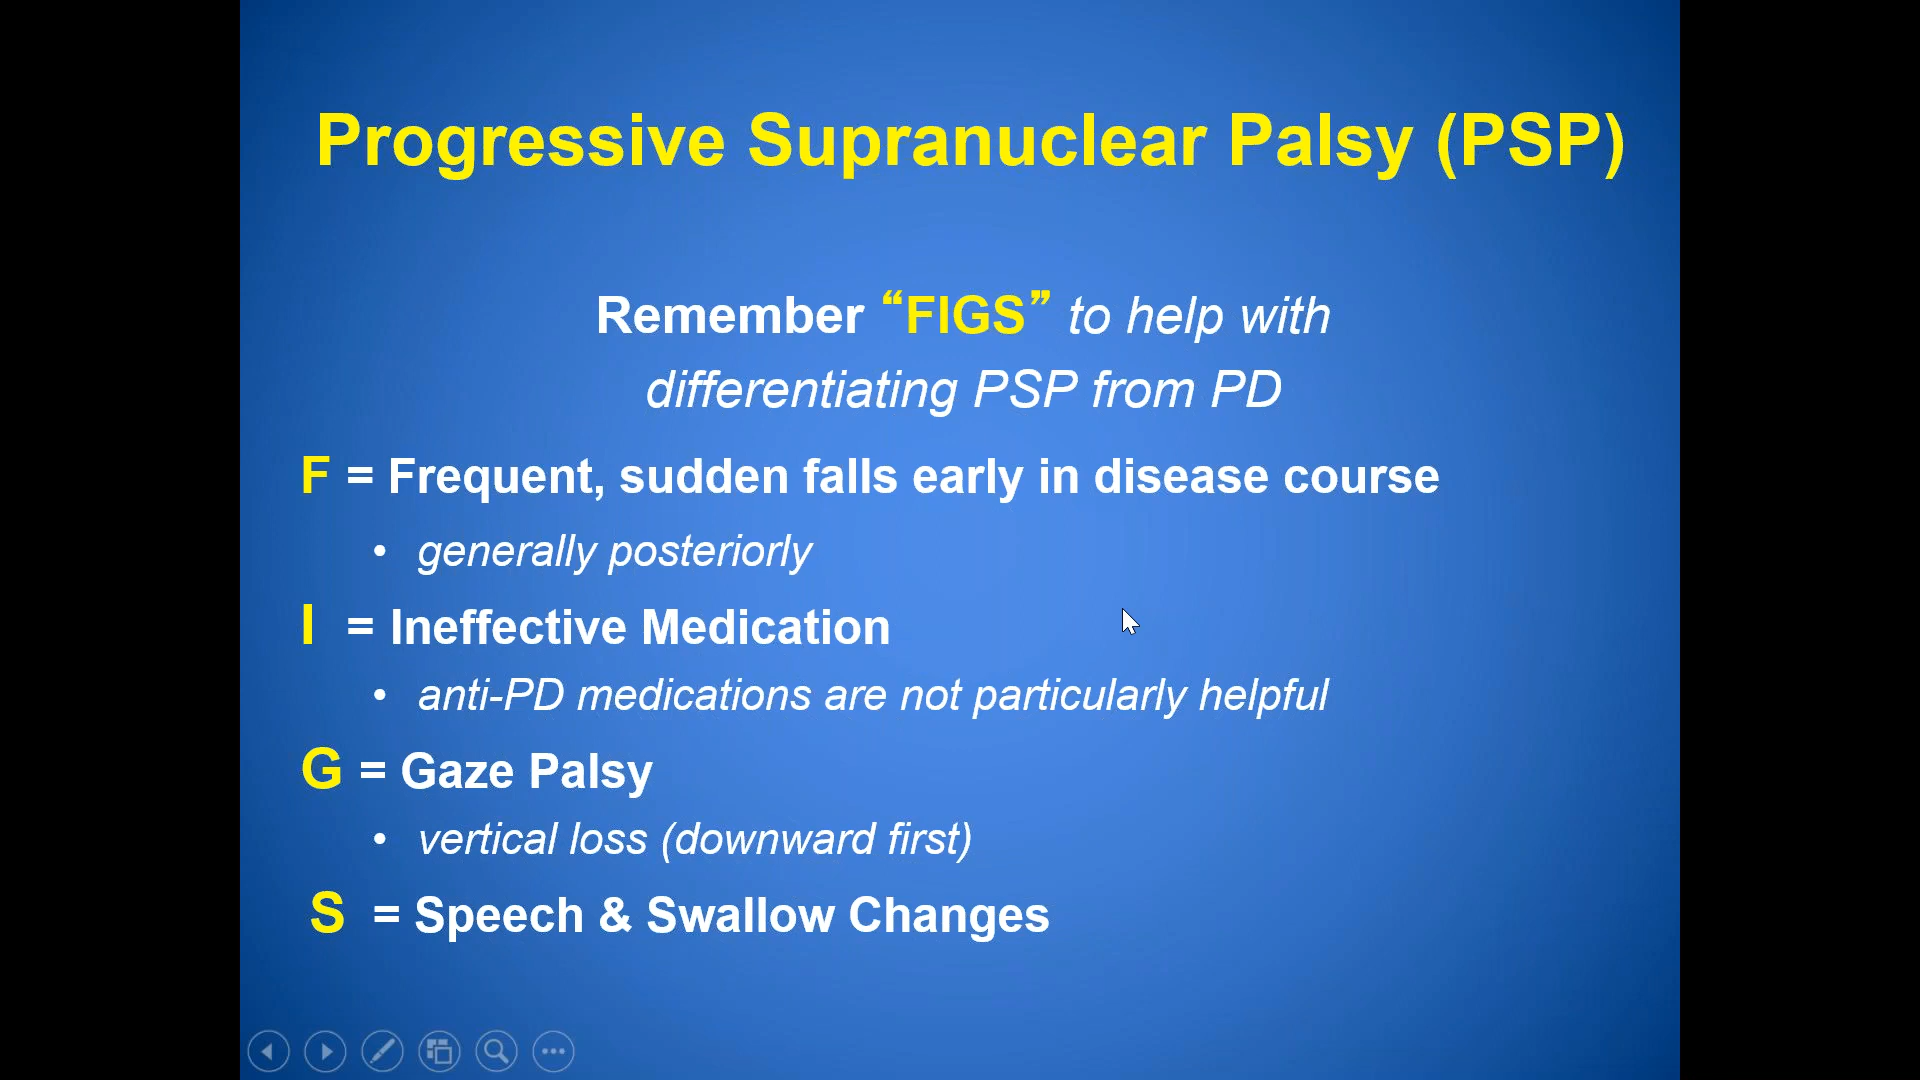 Progressive Supranuclear Palsy (PSP)
Remember “FIGS” to help with
differentiating PSP from PD
F = Frequent, sudden falls early in disease course
• generally posteriorly
I = Ineffective Medication
• anti-PD medications are not particularly helpful
G = Gaze Palsy
• vertical loss (downward first)
S = Speech & Swallow Changes